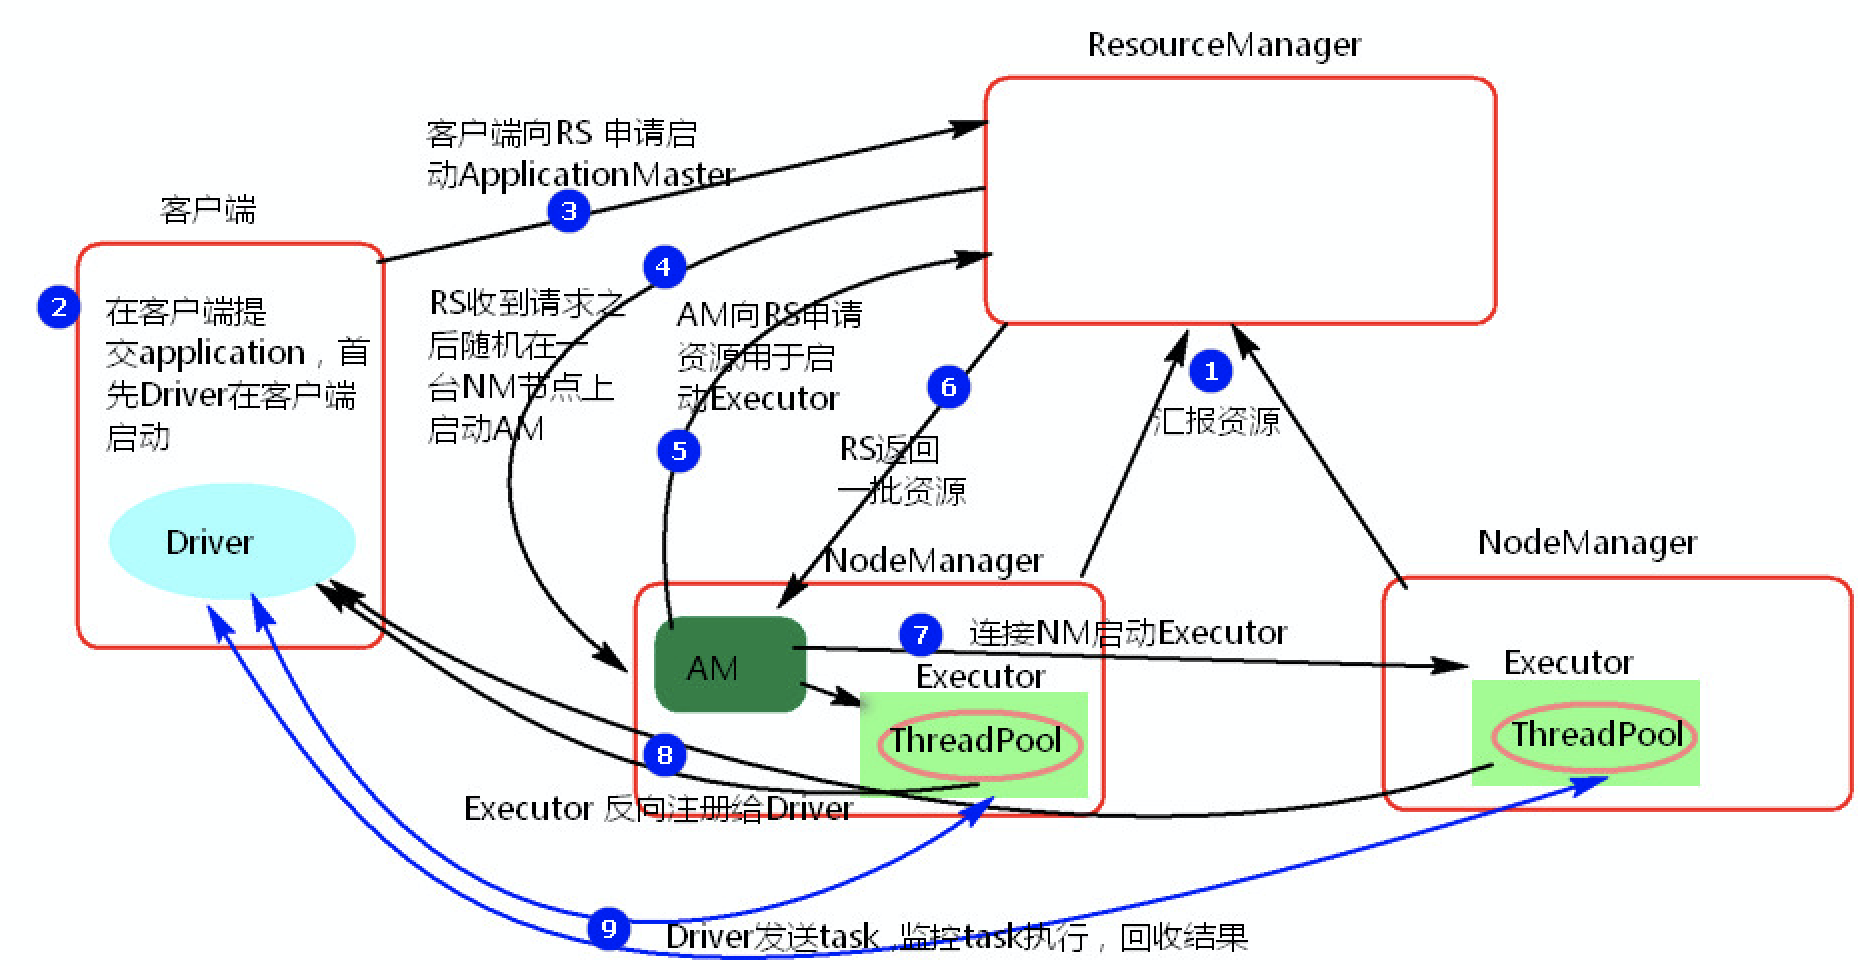 ResourceManager
客户端向RS 申请启
动ApplicationMaster
3
客户端
4
2
在客户端提
交application，首
先Driver在客户端
启动
RS收到请求之
后随机在一
台NM节点上
启动AM
AM向RS申请
资源用于启
动Executor
5
6
RS返回
一批资源
1
汇报资源
Driver
NodeManager
NodeManager
AM
7
连接NM启动Executor
Executor
ThreadPool
Executor
ThreadPool
8
Executor 反向注册给Driver
9
Driver发送task ,监控task执行，回收结果